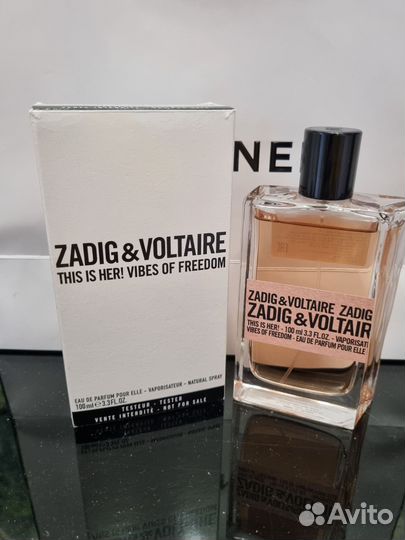 NE
ZADIG & VOLTAIRE
THIS IS HER! VIBES OF FREEDOM
EAU DE PARFUM POUR ELLE - VAPORISATEUR - NATURAL SPRAY
100 ml ℮ 3.3 FL.OZ.
TESTEUR - TESTER
VENTE INTERDITE - NOT FOR SALE
ZADIG & VOLTAIRE ZADIG
ZADIG & VOLTAIR
THIS IS HER! - 100 ml 3.3 FL.OZ. - VAPORISATI
VIBES OF FREEDOM - EAU DE PARFUM POUR ELLE
Avito